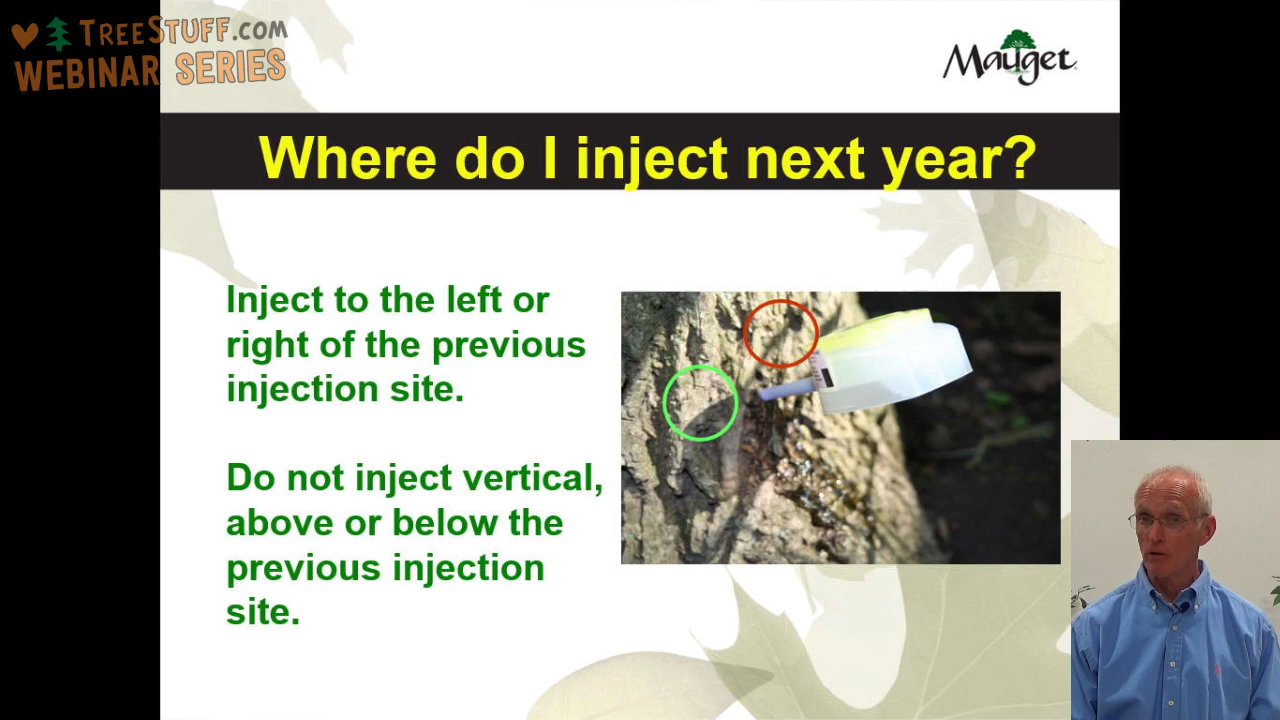 TREESTUFF.COM
WEBINAR SERIES
Mauget
Where do I inject next year?
Inject to the left or
right of the previous
injection site.
Do not inject vertical,
above or below the
previous injection
site.